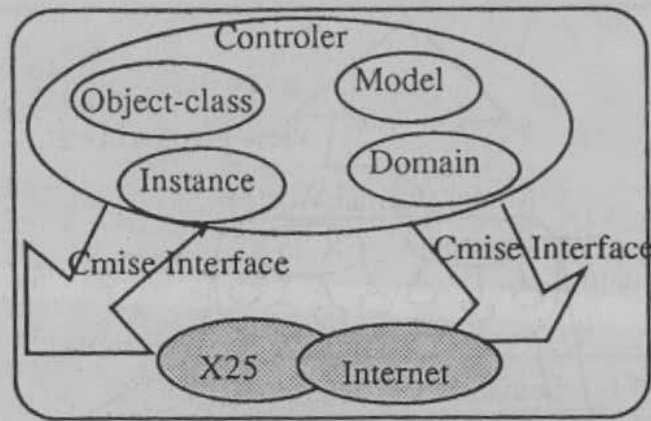 Controler
Object-class
Model
Instance
Domain
Cmise Interface
Cmise Interface
X25
Internet